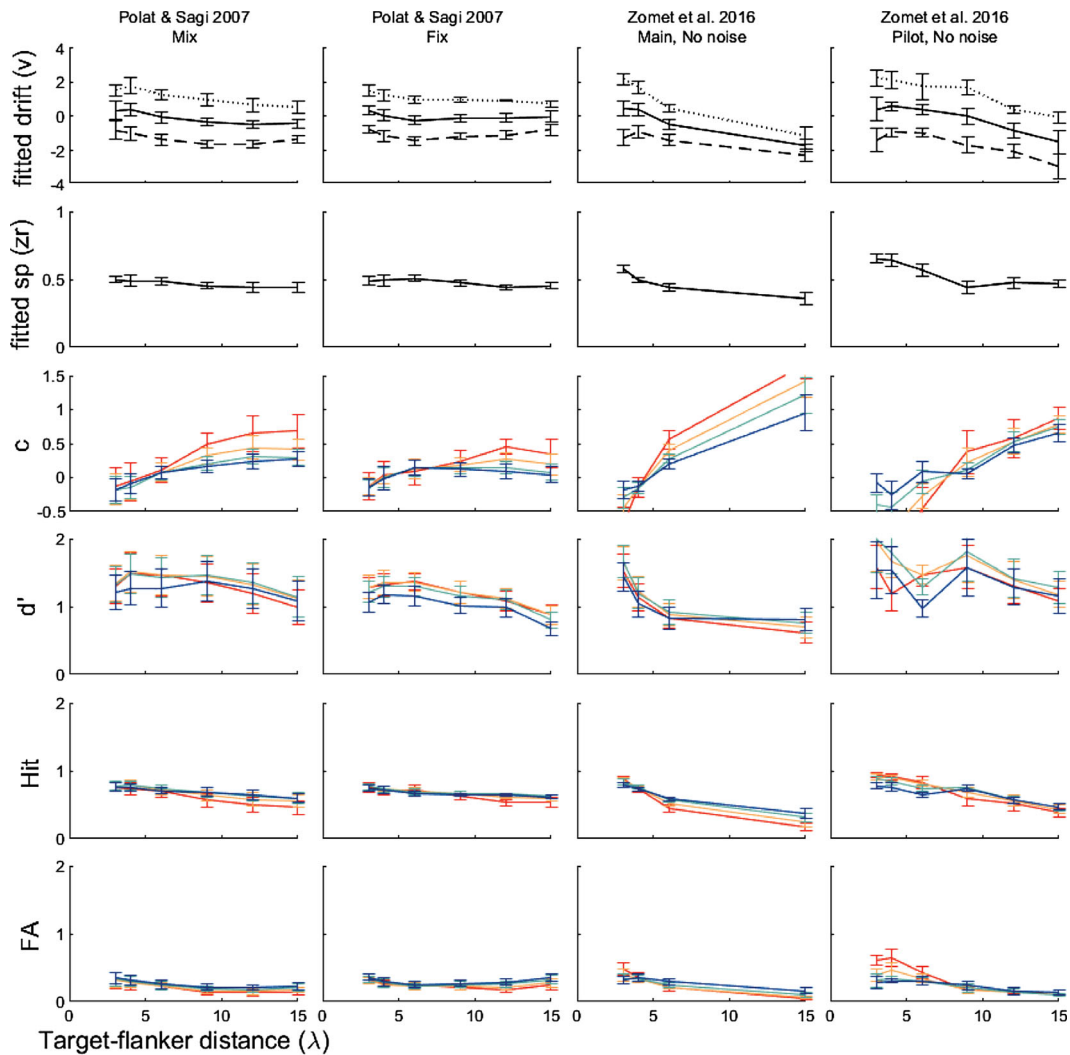 Polat & Sagi 2007
Mix
Polat & Sagi 2007
Fix
Zomet et al. 2016
Main, No noise
Zomet et al. 2016
Pilot, No noise
fitted drift (v)
4
2
0
-2
-4
fitted sp (zr)
1
0.5
0
c
1.5
1
0.5
0
-0.5
d'
2
1
0
Hit
2
1
0
FA
2
1
0
0 5 10 15
0 5 10 15
0 5 10 15
0 5 10 15
Target-flanker distance (λ)